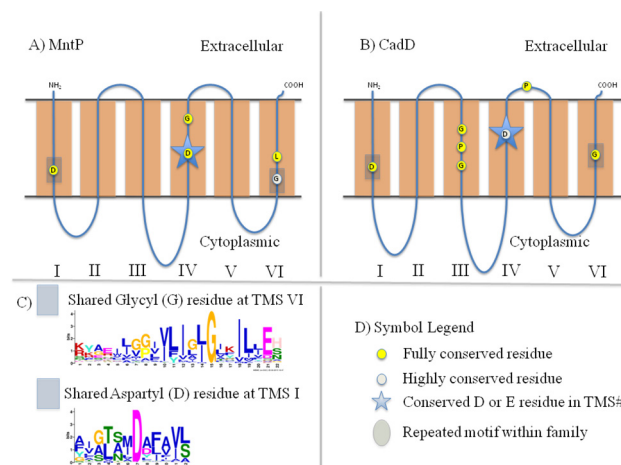 A) MntP
Extracellular
NH2
COOH
G
D
D
L
G
Cytoplasmic
I II III IV V VI
B) CadD
Extracellular
NH2
COOH
P
D
G
P
G
D
G
Cytoplasmic
I II III IV V VI
C) Shared Glycyl (G) residue at TMS VI
Shared Aspartyl (D) residue at TMS I
D) Symbol Legend
Fully conserved residue
Highly conserved residue
Conserved D or E residue in TMS#
Repeated motif within family